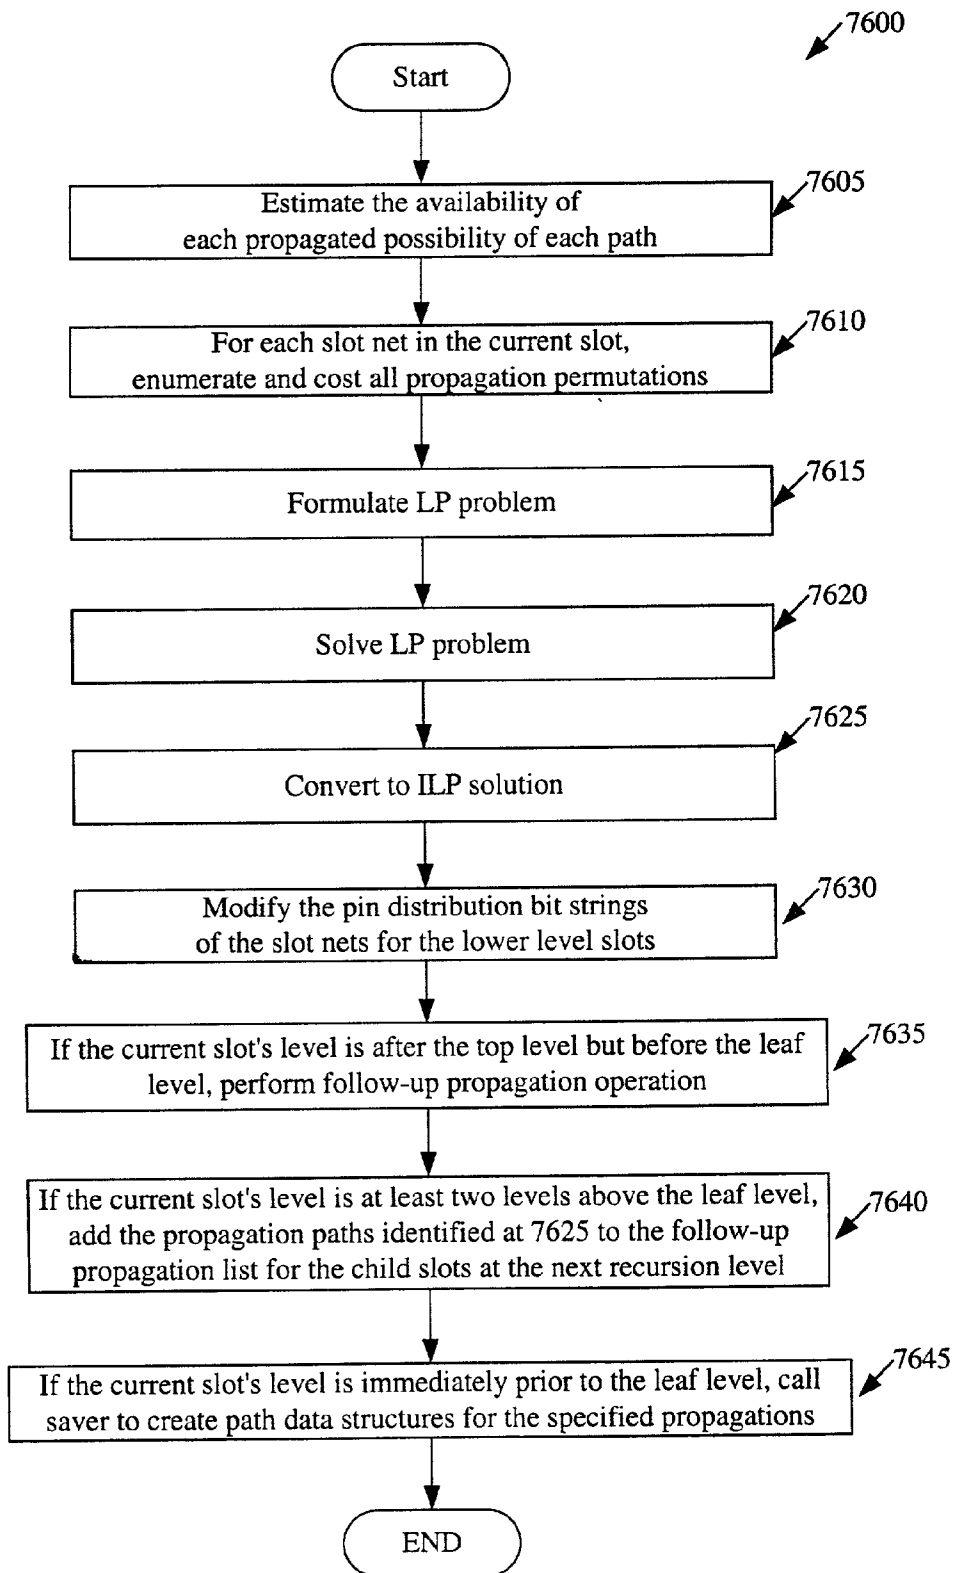 7600
Start
7605
Estimate the availability of
each propagated possibility of each path
7610
For each slot net in the current slot,
enumerate and cost all propagation permutations
7615
Formulate LP problem
7620
Solve LP problem
7625
Convert to ILP solution
7630
Modify the pin distribution bit strings
of the slot nets for the lower level slots
7635
If the current slot's level is after the top level but before the leaf
level, perform follow-up propagation operation
7640
If the current slot's level is at least two levels above the leaf level,
add the propagation paths identified at 7625 to the follow-up
propagation list for the child slots at the next recursion level
7645
If the current slot's level is immediately prior to the leaf level, call
saver to create path data structures for the specified propagations
END